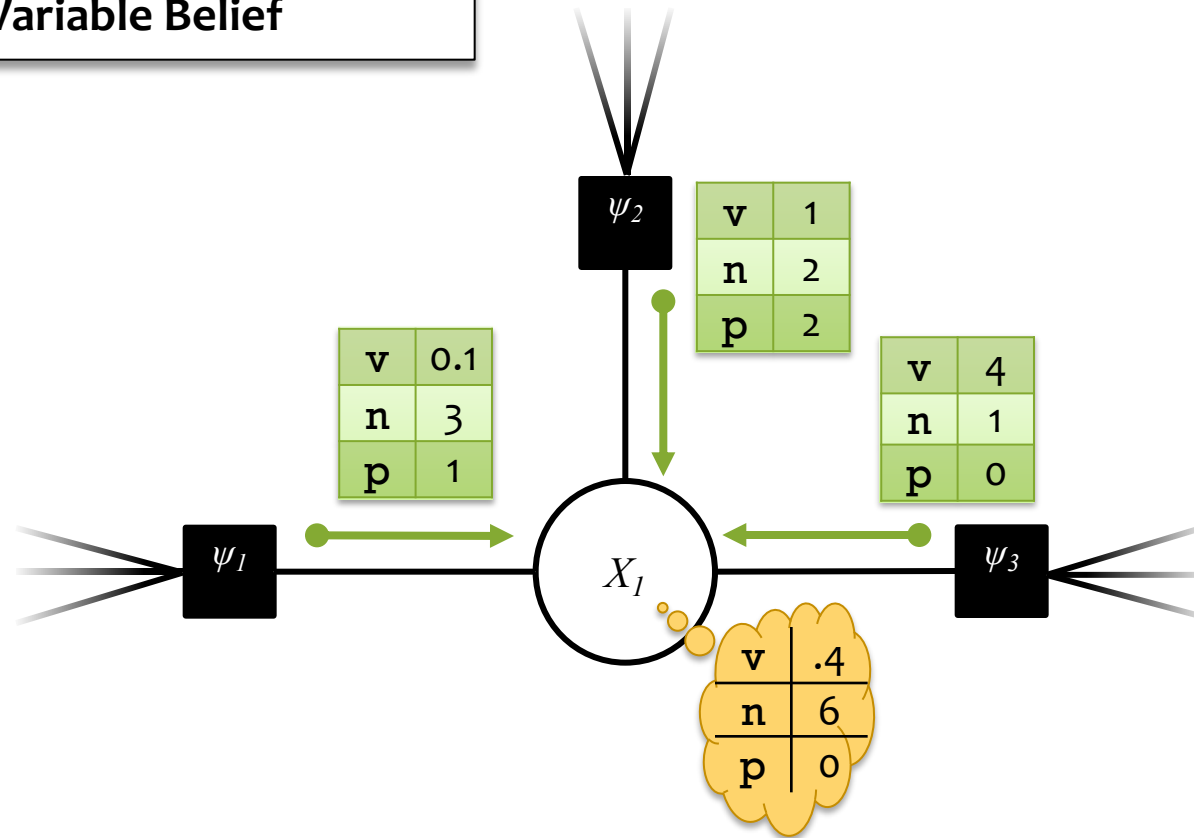 Variable Belief
ψ2
v 1
n 2
p 2
v 0.1
n 3
p 1
v 4
n 1
p 0
ψ1
X1
ψ3
v .4
n 6
p 0